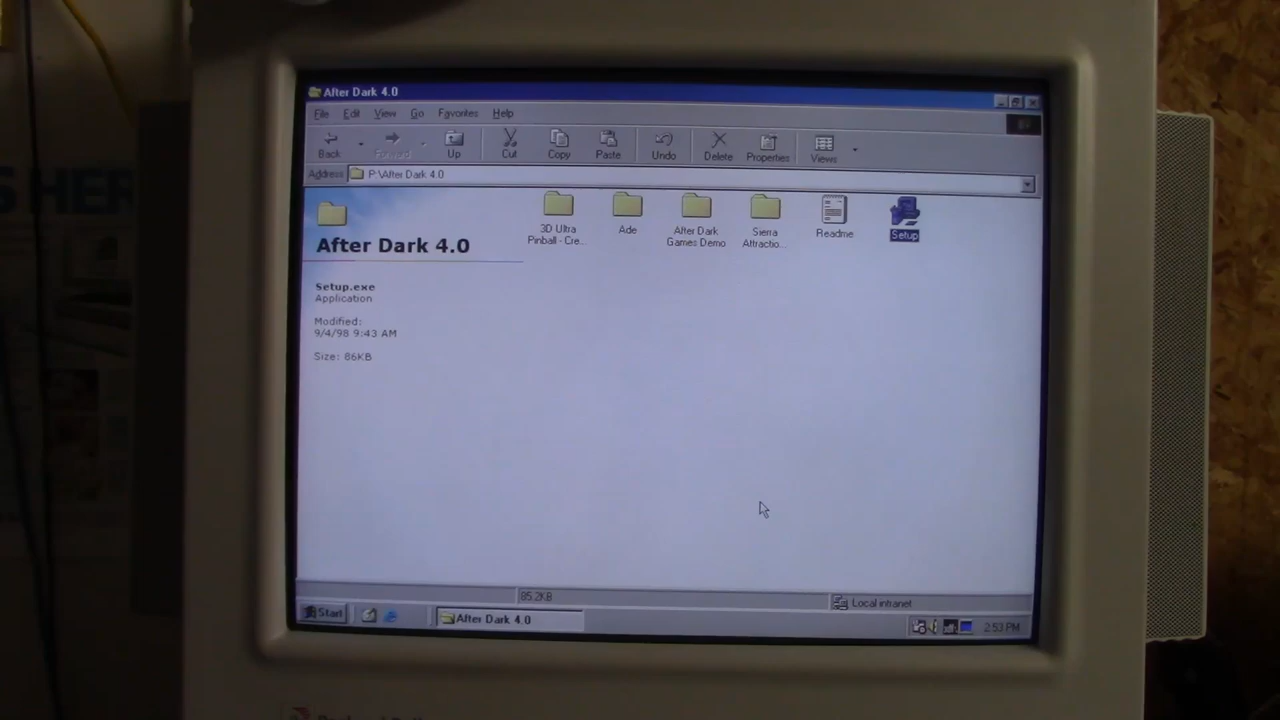 After Dark 4.0
File Edit View Go Favorites Help
Back Forward Up Cut Copy Paste Undo Delete Properties Views
Address P:\After Dark 4.0
After Dark 4.0
Setup.exe
Application
Modified:
9/4/98 9:43 AM
Size: 86KB
3D Ultra
Pinball - Cre...
Ade
After Dark
Games Demo
Sierra
Attractio...
Readme
Setup
85.2KB
Local intranet
Start
After Dark 4.0
2:53 PM
S HER